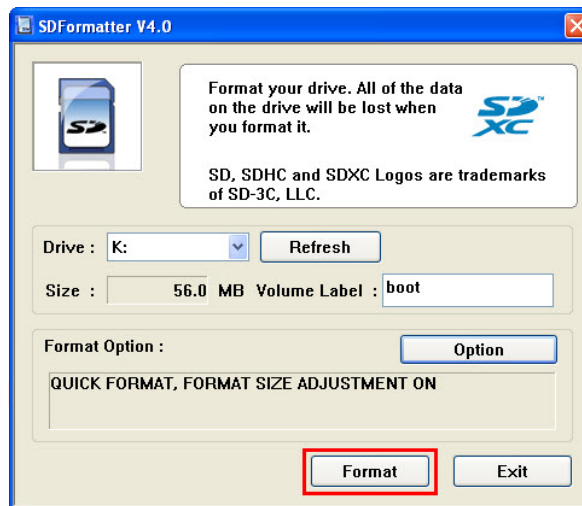 SDFormatter V4.0
SD
Format your drive. All of the data
on the drive will be lost when
you format it.
SD XC™
SD, SDHC and SDXC Logos are trademarks
of SD-3C, LLC.
Drive : K: Refresh
Size : 56.0 MB Volume Label : boot
Format Option : Option
QUICK FORMAT, FORMAT SIZE ADJUSTMENT ON
Format Exit